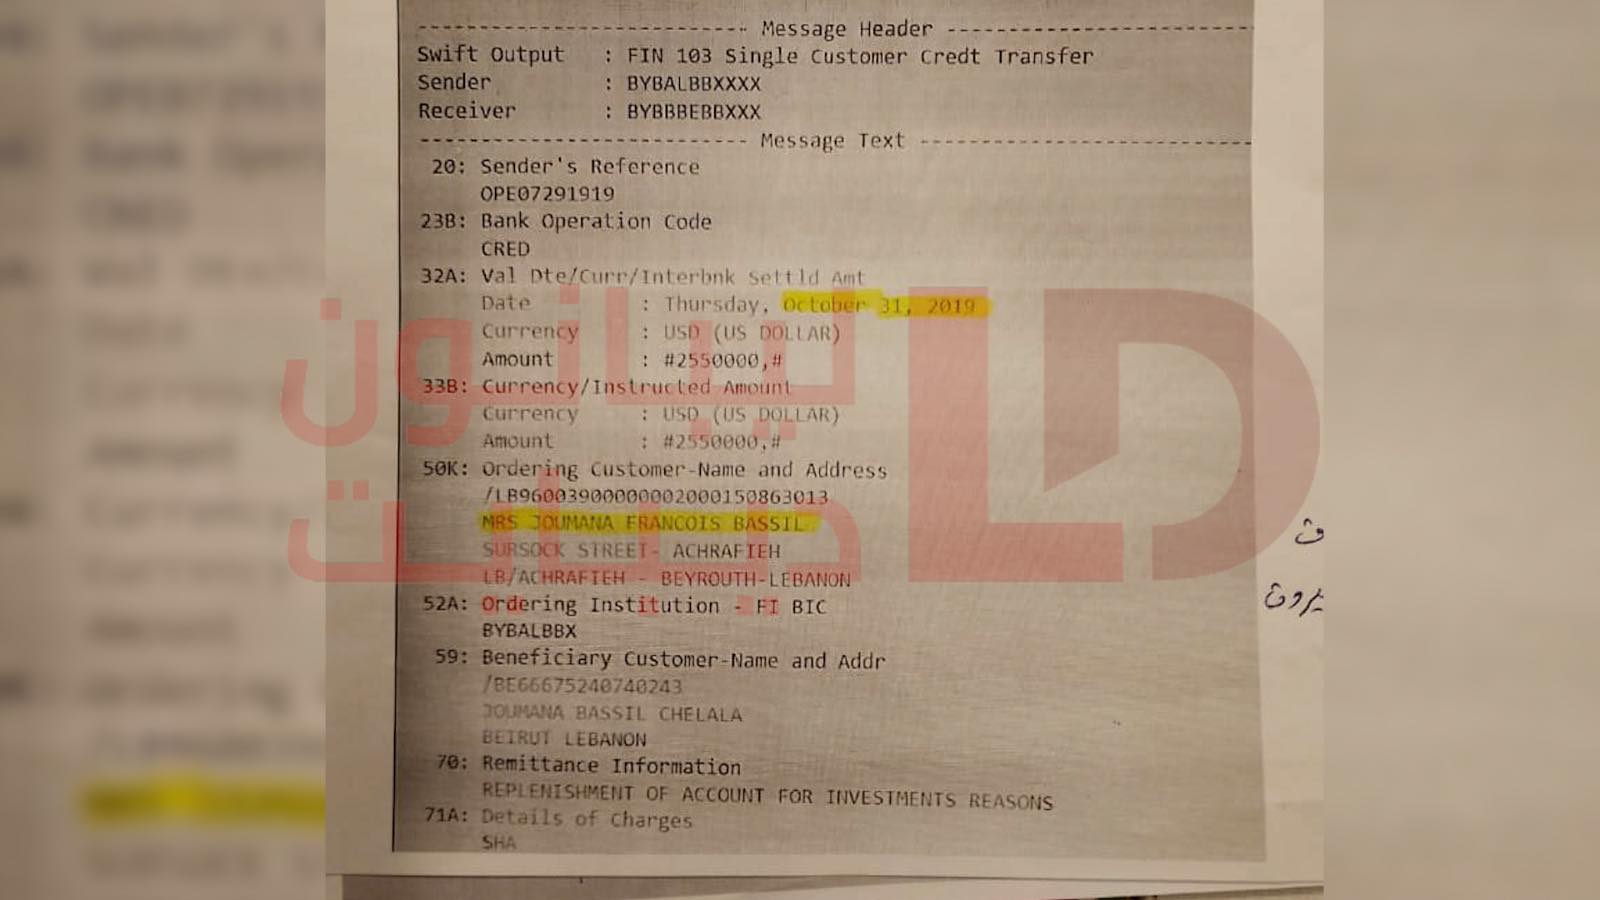 Message Header
Swift Output : FIN 103 Single Customer Credt Transfer
Sender : BYBALBBXXXX
Receiver : BYBBBEBBXXX
Message Text
20: Sender's Reference
OPE07291919
23B: Bank Operation Code
CRED
32A: Val Dte/Curr/Interbnk Settld Amt
Date : Thursday, October 31, 2019
Currency : USD (US DOLLAR)
Amount : #2550000,#
33B: Currency/Instructed Amount
Currency : USD (US DOLLAR)
Amount : #2550000,#
50K: Ordering Customer-Name and Address
/LB96003900000002000150863013
MRS JOUMANA FRANCOIS BASSIL
SURSOCK STREET- ACHRAFIEH
LB/ACHRAFIEH - BEYROUTH-LEBANON
52A: Ordering Institution - FI BIC
BYBALBBX
59: Beneficiary Customer-Name and Addr
/BE66675240740243
JOUMANA BASSIL CHELALA
BEIRUT LEBANON
70: Remittance Information
REPLENISHMENT OF ACCOUNT FOR INVESTMENTS REASONS
71A: Details of Charges
SHA
ليبانون
ديبايت
LD